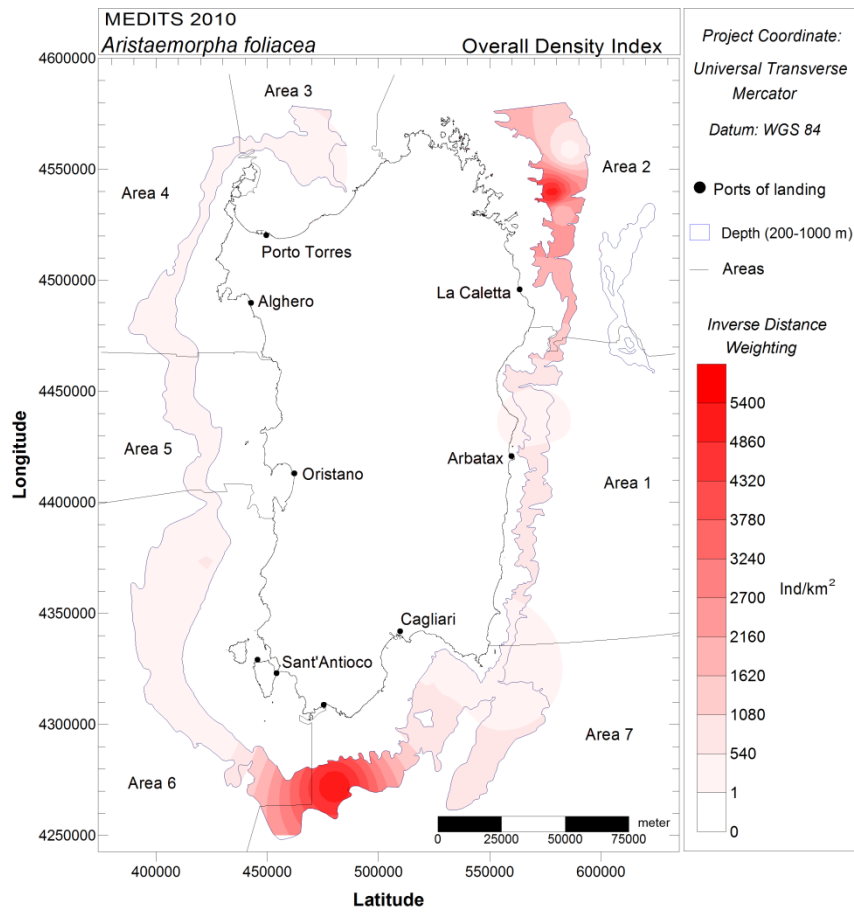 MEDITS 2010
Aristaemorpha foliacea
Overall Density Index
Project Coordinate:
Universal Transverse
Mercator
Datum: WGS 84
Ports of landing
Depth (200-1000 m)
Areas
Inverse Distance
Weighting
5400
4860
4320
3780
3240
2700
2160
1620
1080
540
1
0
Ind/km²
4600000
4550000
4500000
4450000
4400000
4350000
4300000
4250000
Longitude
400000
450000
500000
550000
600000
Latitude
Area 3
Area 4
Area 2
Porto Torres
La Caletta
Alghero
Area 5
Oristano
Arbatax
Area 1
Cagliari
Sant'Antioco
Area 7
Area 6
meter
0
25000
50000
75000